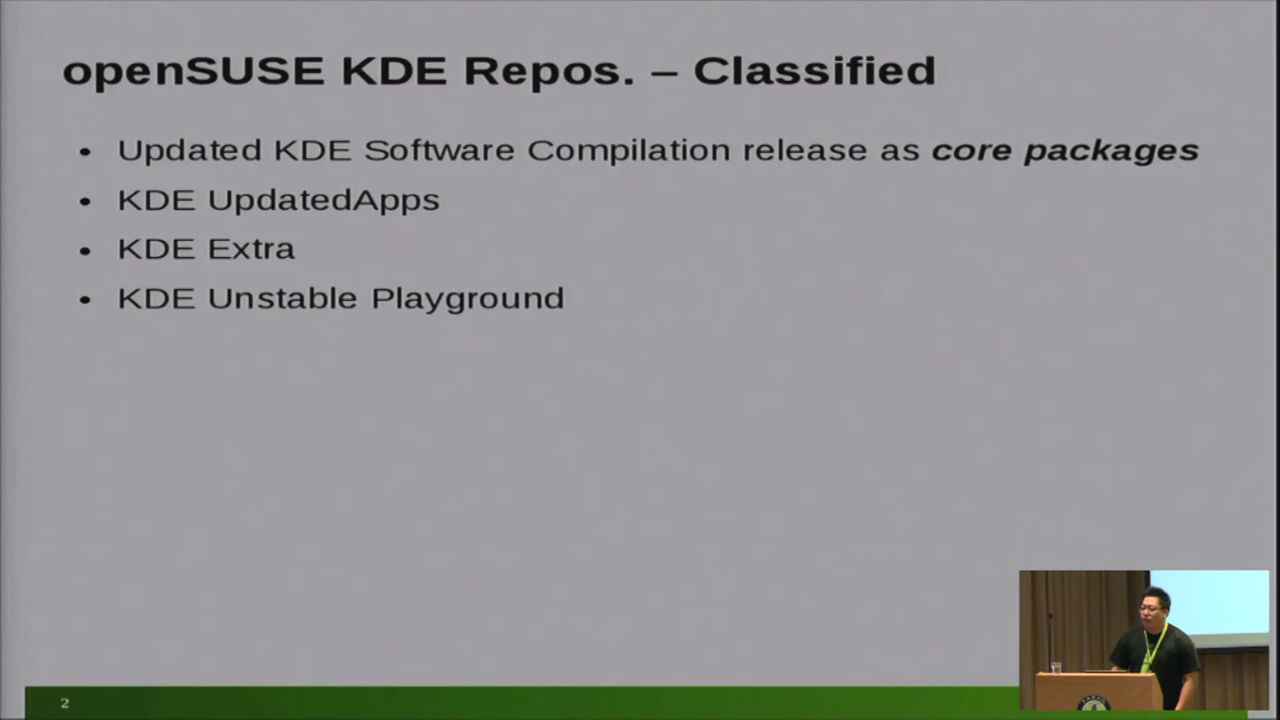 openSUSE KDE Repos. – Classified
• Updated KDE Software Compilation release as core packages
• KDE UpdatedApps
• KDE Extra
• KDE Unstable Playground
2